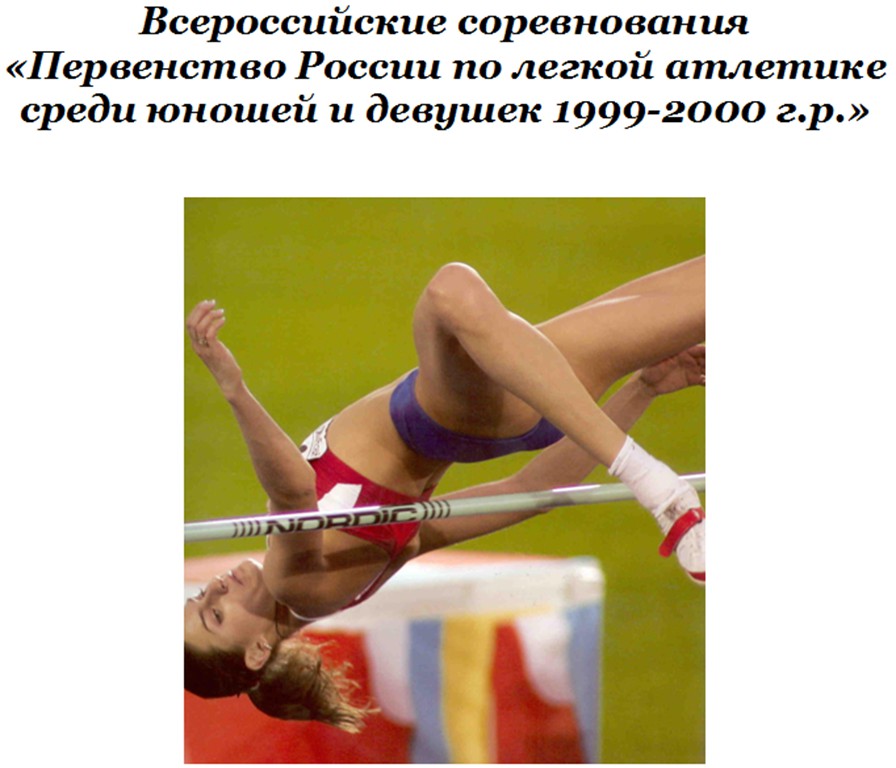 Всероссийские соревнования
«Первенство России по легкой атлетике
среди юношей и девушек 1999-2000 г.р.»
NORDIC